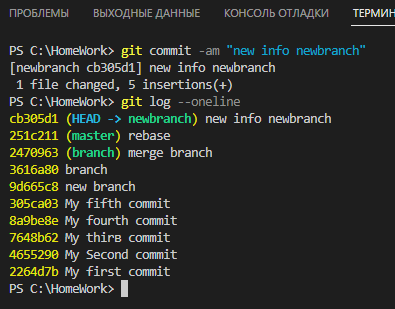 ПРОБЛЕМЫ ВЫХОДНЫЕ ДАННЫЕ КОНСОЛЬ ОТЛАДКИ ТЕРМИН
PS C:\HomeWork> git commit -am "new info newbranch"
[newbranch cb305d1] new info newbranch
1 file changed, 5 insertions(+)
PS C:\HomeWork> git log --oneline
cb305d1 (HEAD -> newbranch) new info newbranch
251c211 (master) rebase
2470963 (branch) merge branch
3616a80 branch
9d665c8 new branch
305ca03 My fifth commit
8a9be8e My fourth commit
7648b62 My thirв commit
4655290 My Second commit
2264d7b My first commit
PS C:\HomeWork>